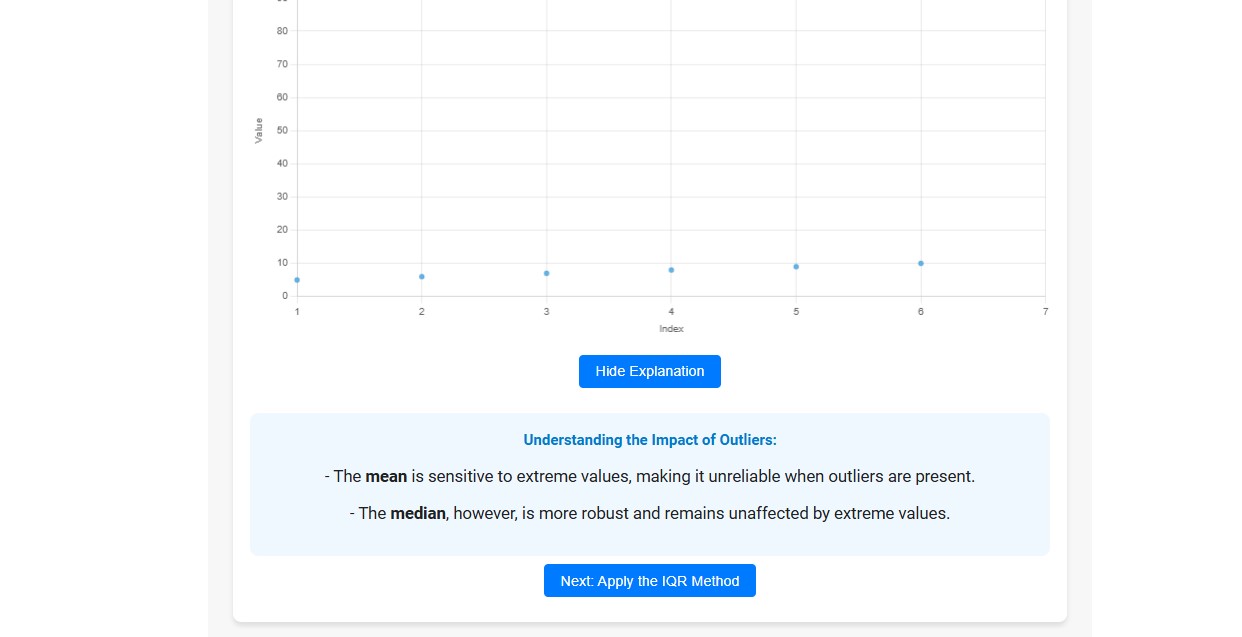 80
70
60
50
40
30
20
10
0
Value
1 2 3 4 5 6 7
Index
Hide Explanation
Understanding the Impact of Outliers:
- The mean is sensitive to extreme values, making it unreliable when outliers are present.
- The median, however, is more robust and remains unaffected by extreme values.
Next: Apply the IQR Method